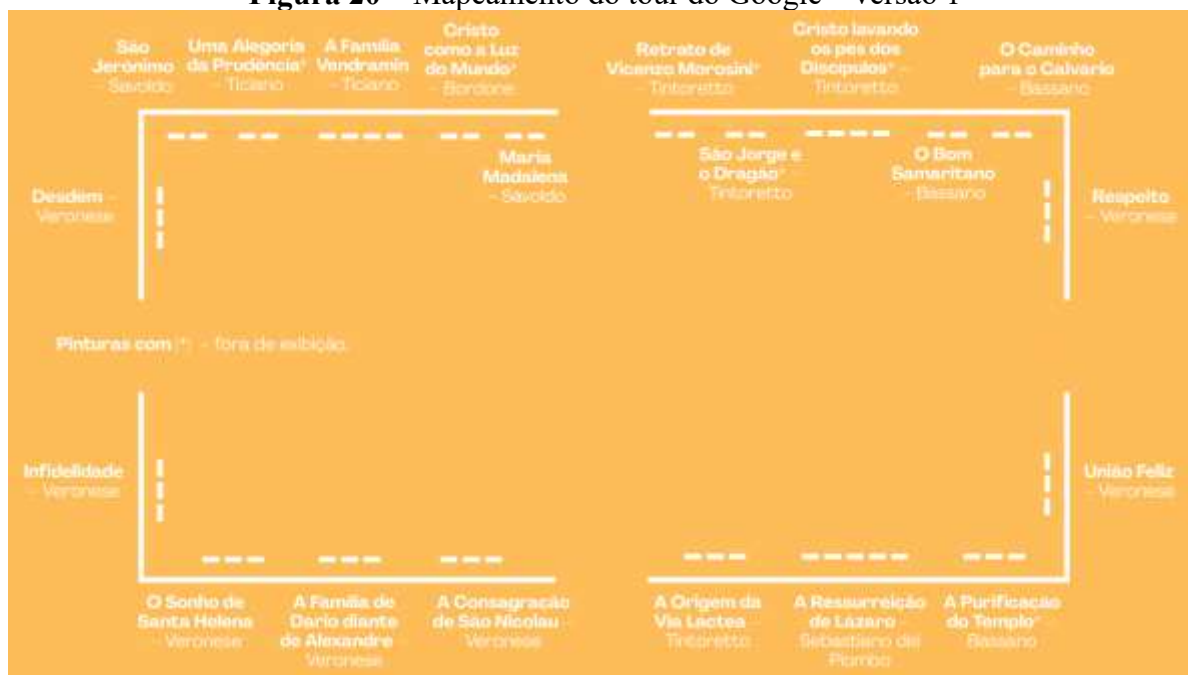 Figura 20 – Mapeamento do tour do Google – versão 1
São
Jerônimo
– Savoldo
Uma Alegoria
da Prudência*
– Ticiano
A Família
Vendramin
– Ticiano
Cristo
como a Luz
do Mundo*
– Bordone
Retrato de
Vicenzo Morosini*
– Tintoretto
Cristo lavando
os pés dos
Discípulos* –
Tintoretto
O Caminho
para o Calvário
– Bassano
Maria
Madalena
– Savoldo
São Jorge e
o Dragão*
– Tintoretto
O Bom
Samaritano
– Bassano
Desdém –
Veronese
Respeito
– Veronese
Pinturas com (*) – fora de exibição.
Infidelidade
– Veronese
União Feliz
– Veronese
O Sonho de
Santa Helena
– Veronese
A Família de
Dario diante
de Alexandre
Veronese
A Consagração
de São Nicolau
– Veronese
A Origem da
Via Láctea
Tintoretto
A Ressurreição
de Lázaro –
Sebastiano del
Piombo
A Purificação
do Templo*
– Bassano